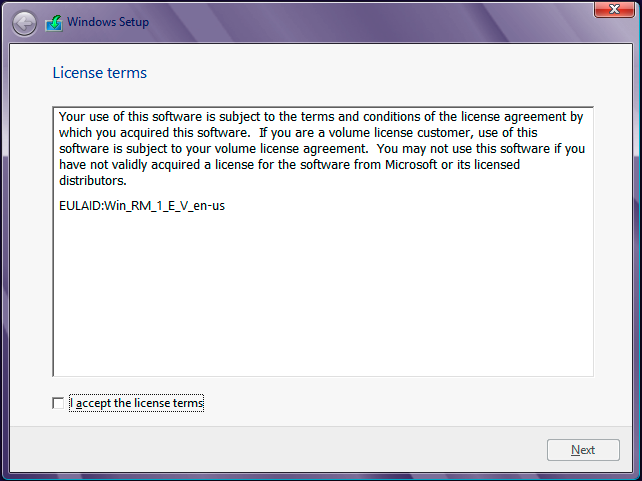 Windows Setup
License terms
Your use of this software is subject to the terms and conditions of the license agreement by
which you acquired this software.  If you are a volume license customer, use of this
software is subject to your volume license agreement.  You may not use this software if you
have not validly acquired a license for the software from Microsoft or its licensed
distributors.
EULAID:Win_RM_1_E_V_en-us
I accept the license terms
Next